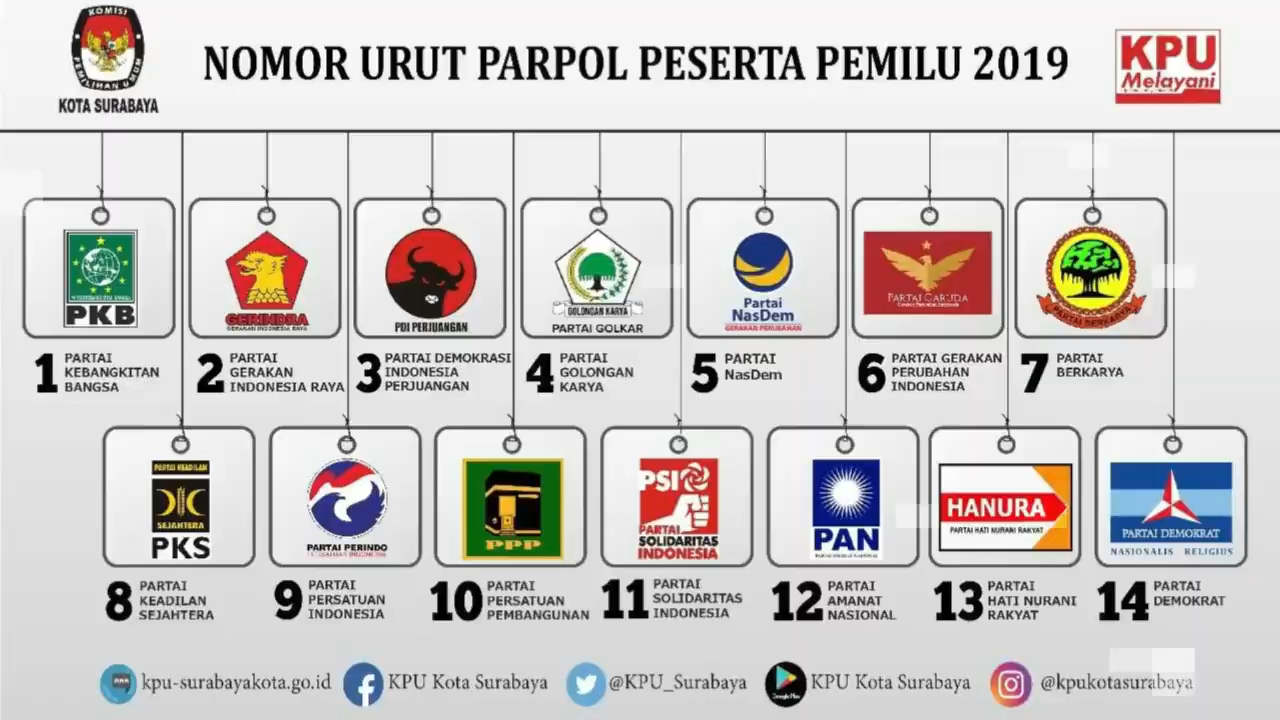 KOMISI
PEMILIHAN UMUM
KOTA SURABAYA
NOMOR URUT PARPOL PESERTA PEMILU 2019
KPU
Melayani
PKB
GERINDRA
GERAKAN INDONESIA RAYA
PDI PERJUANGAN
GOLONGAN KARYA
PARTAI GOLKAR
Partai
NasDem
GERAKAN PERUBAHAN
PARTAI GARUDA
PARTAI BERKARYA
1 PARTAI
KEBANGKITAN
BANGSA
2 PARTAI
GERAKAN
INDONESIA RAYA
3 PARTAI DEMOKRASI
INDONESIA
PERJUANGAN
4 PARTAI
GOLONGAN
KARYA
5 PARTAI
NasDem
6 PARTAI GERAKAN
PERUBAHAN
INDONESIA
7 PARTAI
BERKARYA
PARTAI KEADILAN
SEJAHTERA
PKS
PARTAI PERINDO
PPP
PSI
PARTAI
SOLIDARITAS
INDONESIA
PAN
HANURA
PARTAI HATI NURANI RAKYAT
PARTAI DEMOKRAT
NASIONALIS RELIGIUS
8 PARTAI
KEADILAN
SEJAHTERA
9 PARTAI
PERSATUAN
INDONESIA
10 PARTAI
PERSATUAN
PEMBANGUNAN
11 PARTAI
SOLIDARITAS
INDONESIA
12 PARTAI
AMANAT
NASIONAL
13 PARTAI
HATI NURANI
RAKYAT
14 PARTAI
DEMOKRAT
kpu-surabayakota.go.id
KPU Kota Surabaya
@KPU_Surabaya
Google Play
KPU Kota Surabaya
@kpukotasurabaya